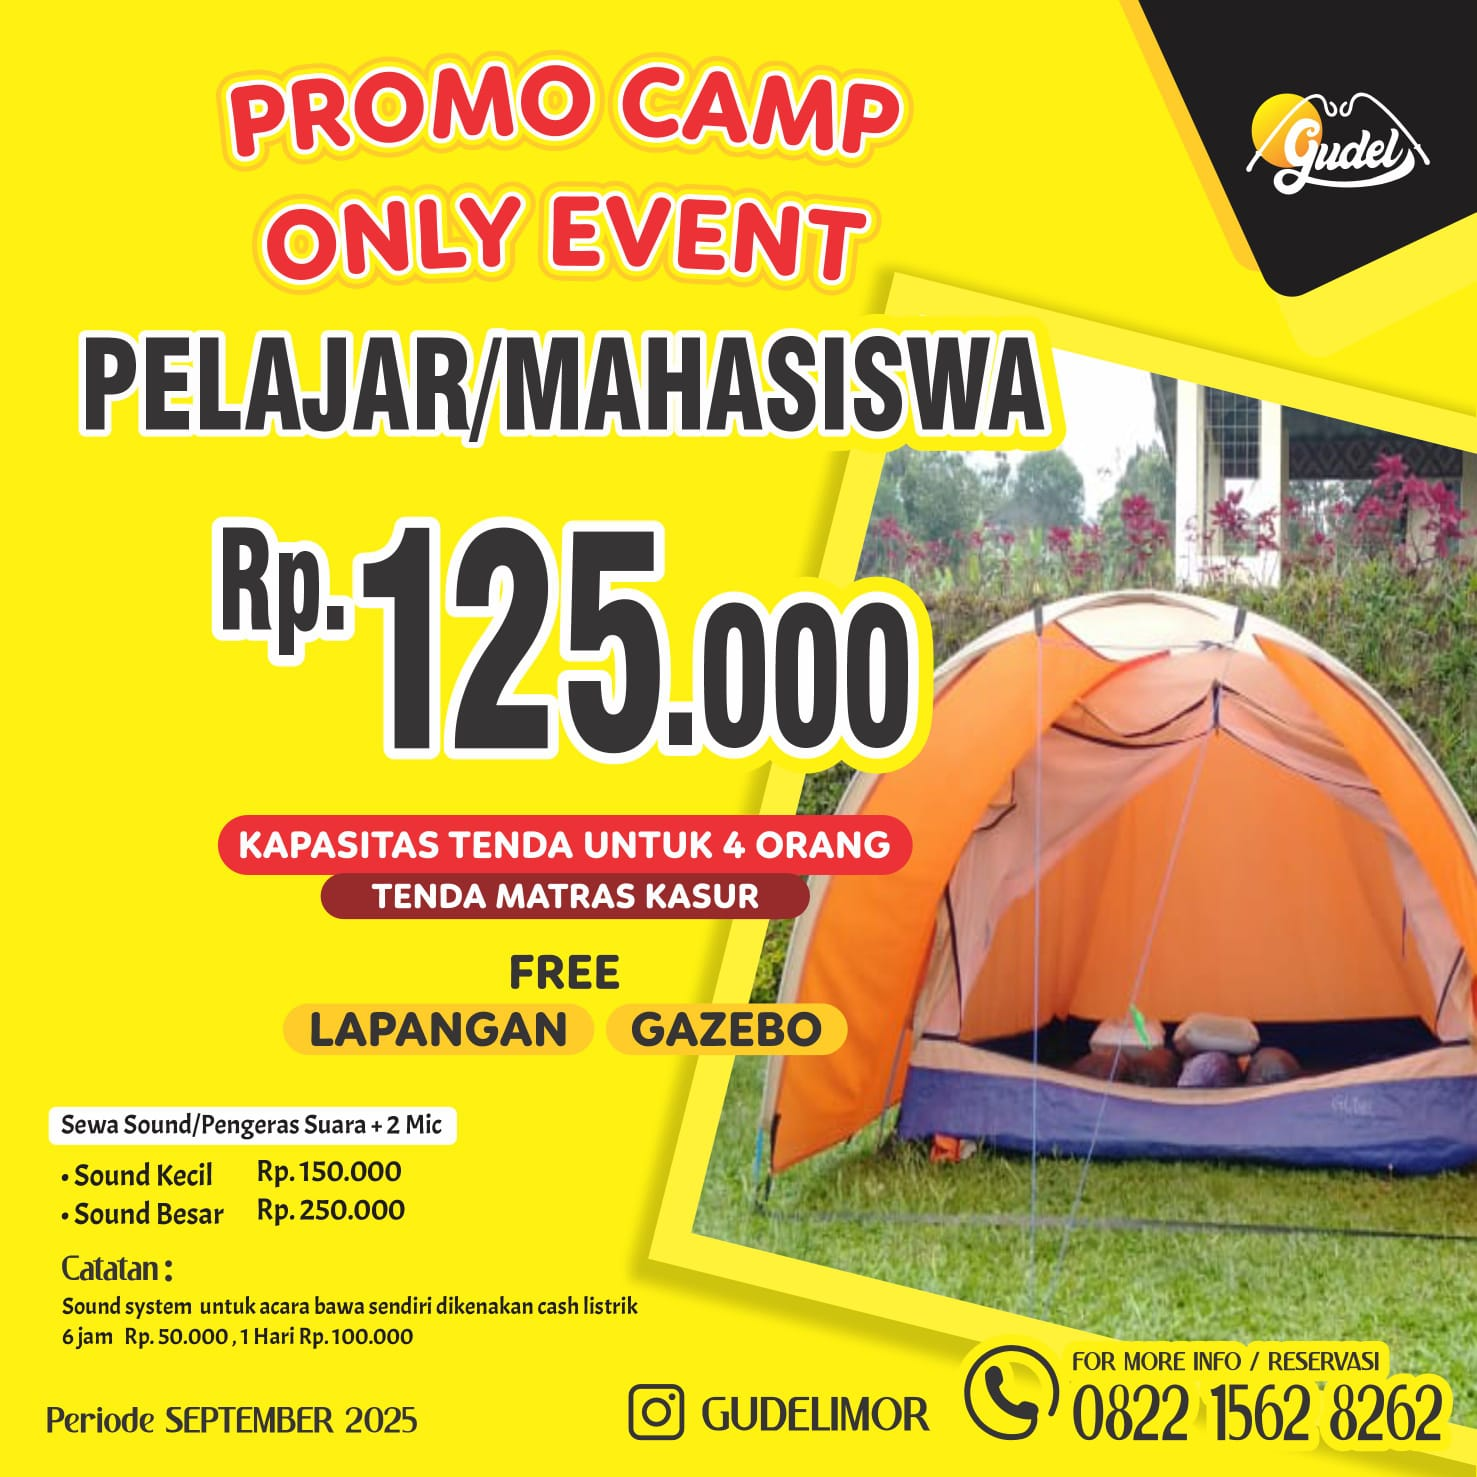 PROMO CAMP
ONLY EVENT
Gudel
PELAJAR/MAHASISWA
Rp.125.000
KAPASITAS TENDA UNTUK 4 ORANG
TENDA MATRAS KASUR
FREE
LAPANGAN GAZEBO
Sewa Sound/Pengeras Suara + 2 Mic
• Sound Kecil Rp. 150.000
• Sound Besar Rp. 250.000
Catatan :
Sound system untuk acara bawa sendiri dikenakan cash listrik
6 jam Rp. 50.000 , 1 Hari Rp. 100.000
Periode SEPTEMBER 2025
GUDELIMOR
FOR MORE INFO / RESERVASI
0822 1562 8262